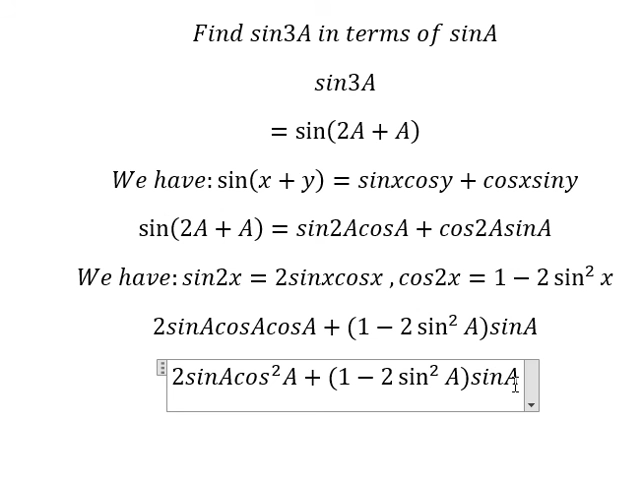 Find sin3A in terms of sinA
sin3A
= sin(2A + A)
We have: sin(x + y) = sinxcosy + cosxsiny
sin(2A + A) = sin2AcosA + cos2AsinA
We have: sin2x = 2sinxcosx , cos2x = 1 − 2 sin² x
2sinAcosAcosA + (1 − 2 sin² A)sinA
2sinAcos²A + (1 − 2 sin² A)sinA